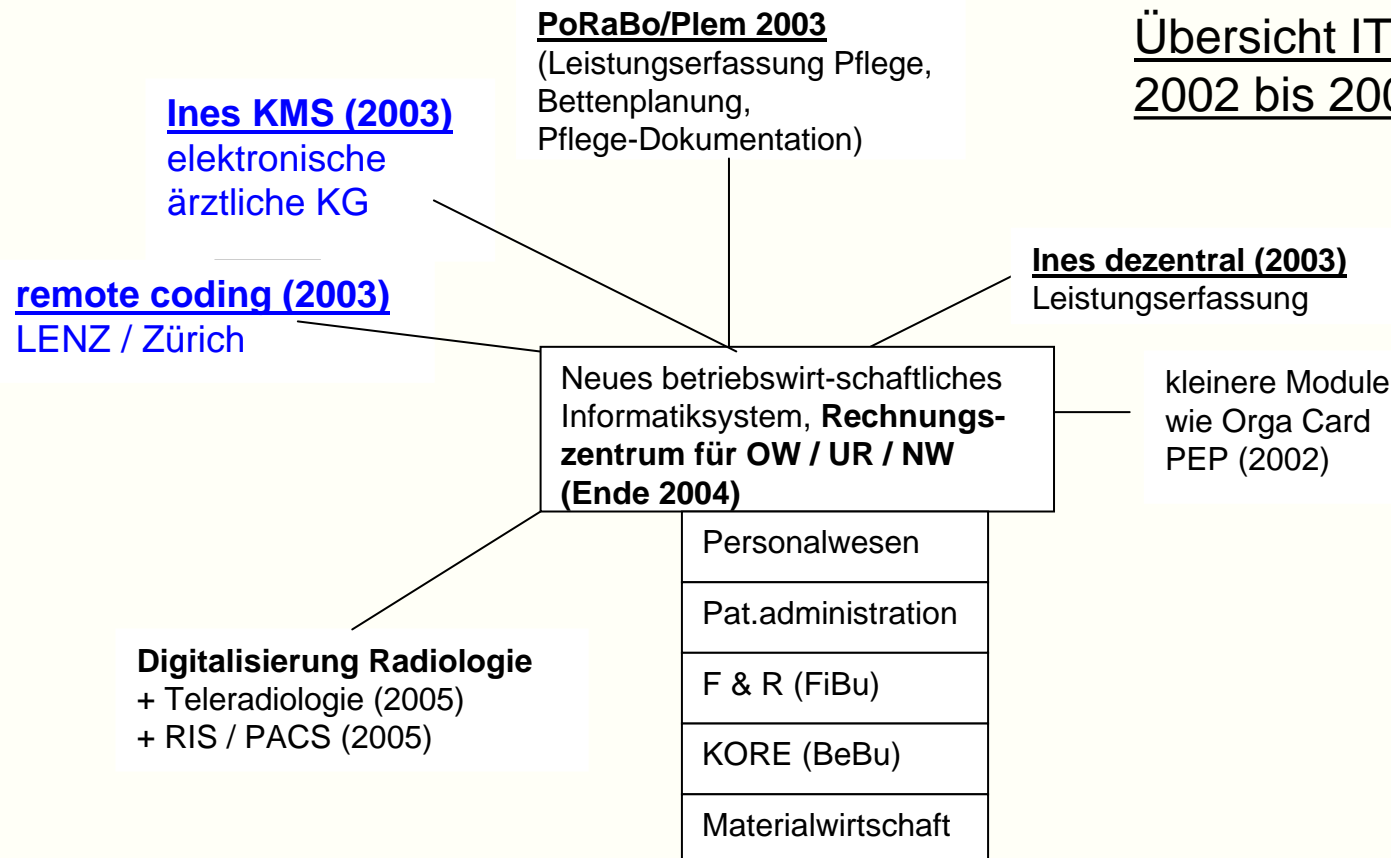 PoRaBo/Plem 2003
(Leistungserfassung Pflege,
Bettenplanung,
Pflege-Dokumentation)
Übersicht IT
2002 bis 200
Ines KMS (2003)
elektronische
ärztliche KG
remote coding (2003)
LENZ / Zürich
Ines dezentral (2003)
Leistungserfassung
Neues betriebswirt-schaftliches
Informatiksystem, Rechnungs-
zentrum für OW / UR / NW
(Ende 2004)
kleinere Module
wie Orga Card
PEP (2002)
Personalwesen
Pat.administration
F & R (FiBu)
KORE (BeBu)
Materialwirtschaft
Digitalisierung Radiologie
+ Teleradiologie (2005)
+ RIS / PACS (2005)